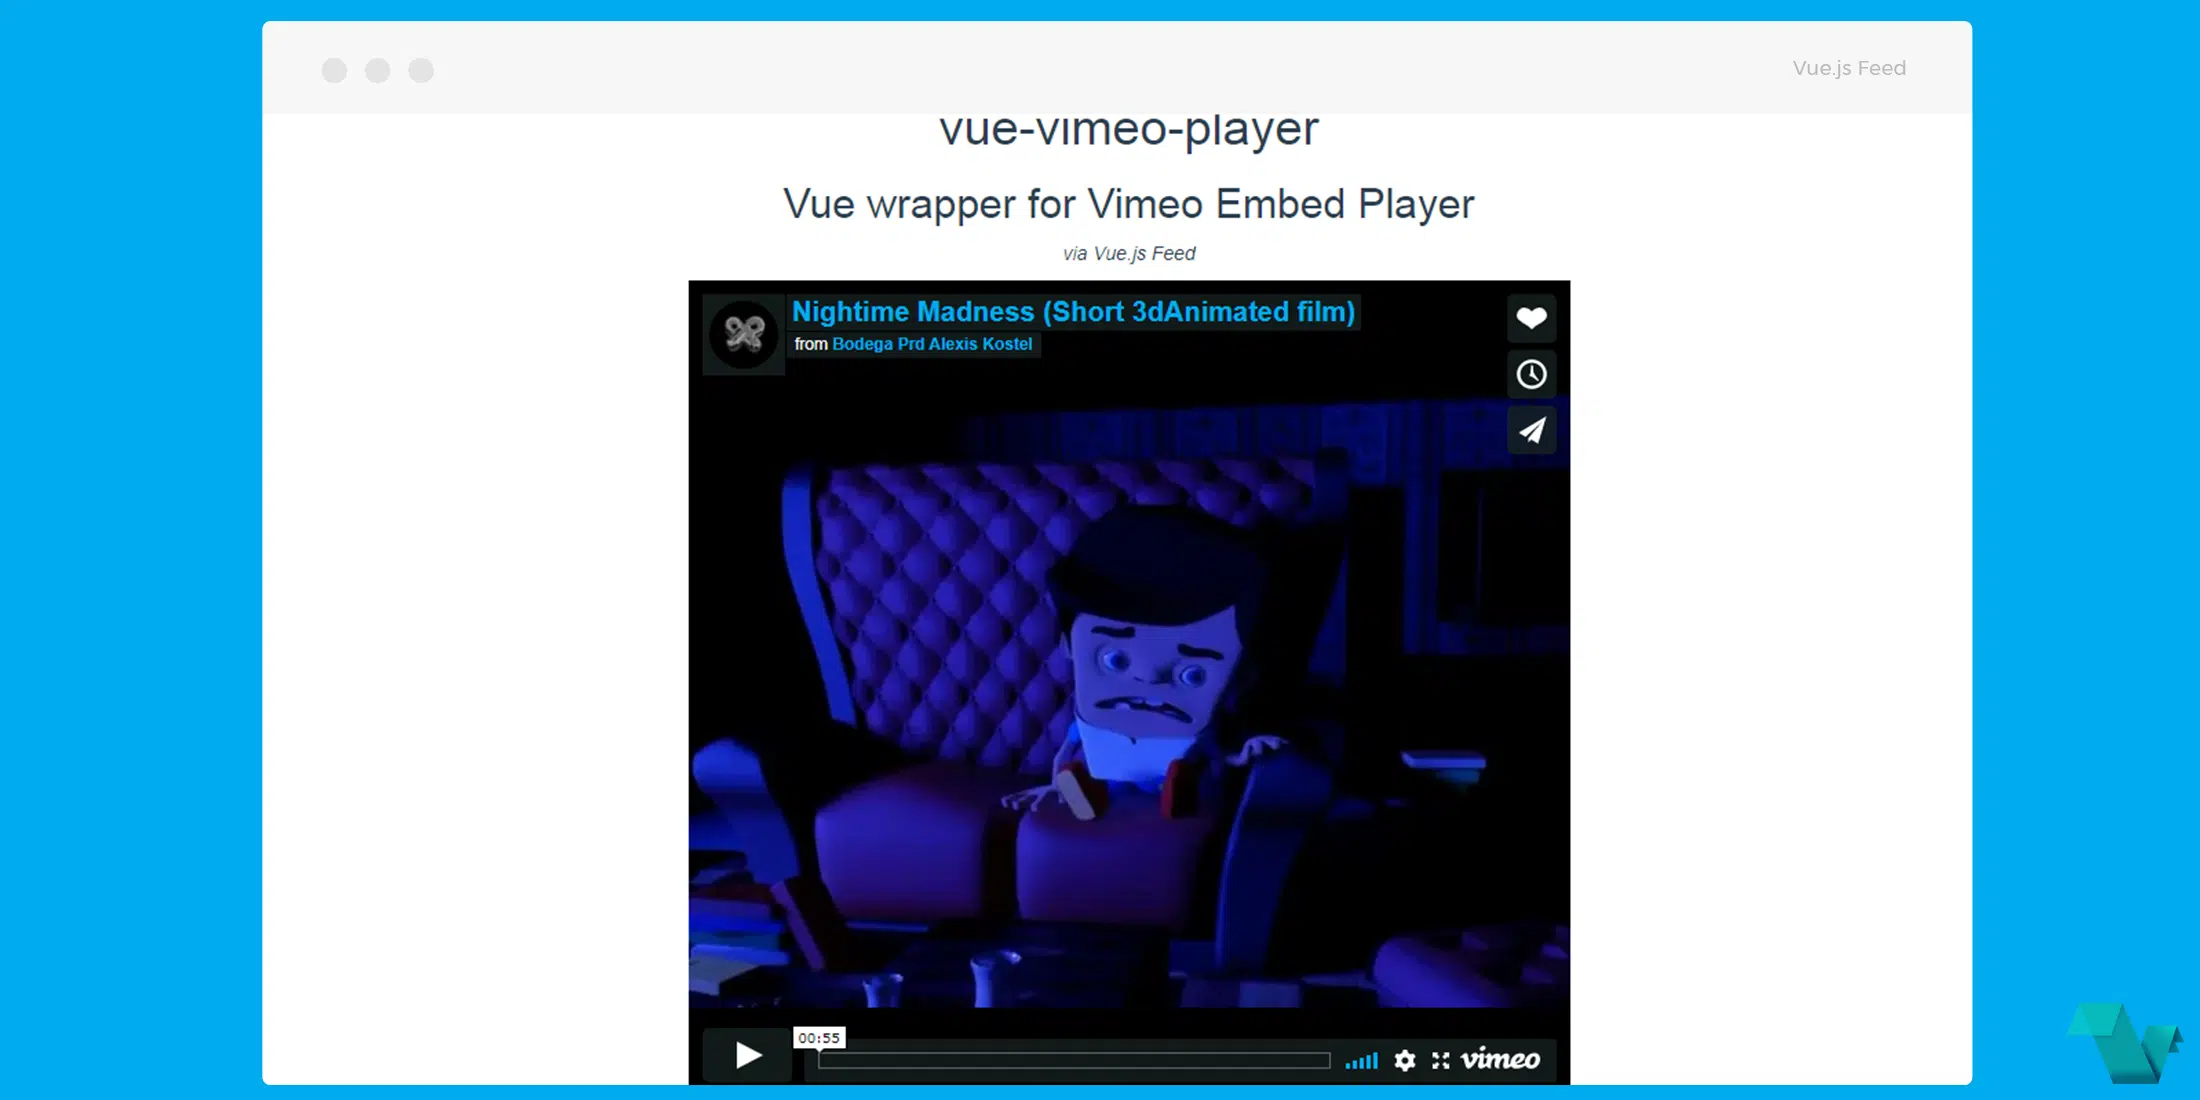 Vue.js Feed
vue-vimeo-player
Vue wrapper for Vimeo Embed Player
via Vue.js Feed
Nightime Madness (Short 3dAnimated film)
from Bodega Prd Alexis Kostel
00:55
vimeo